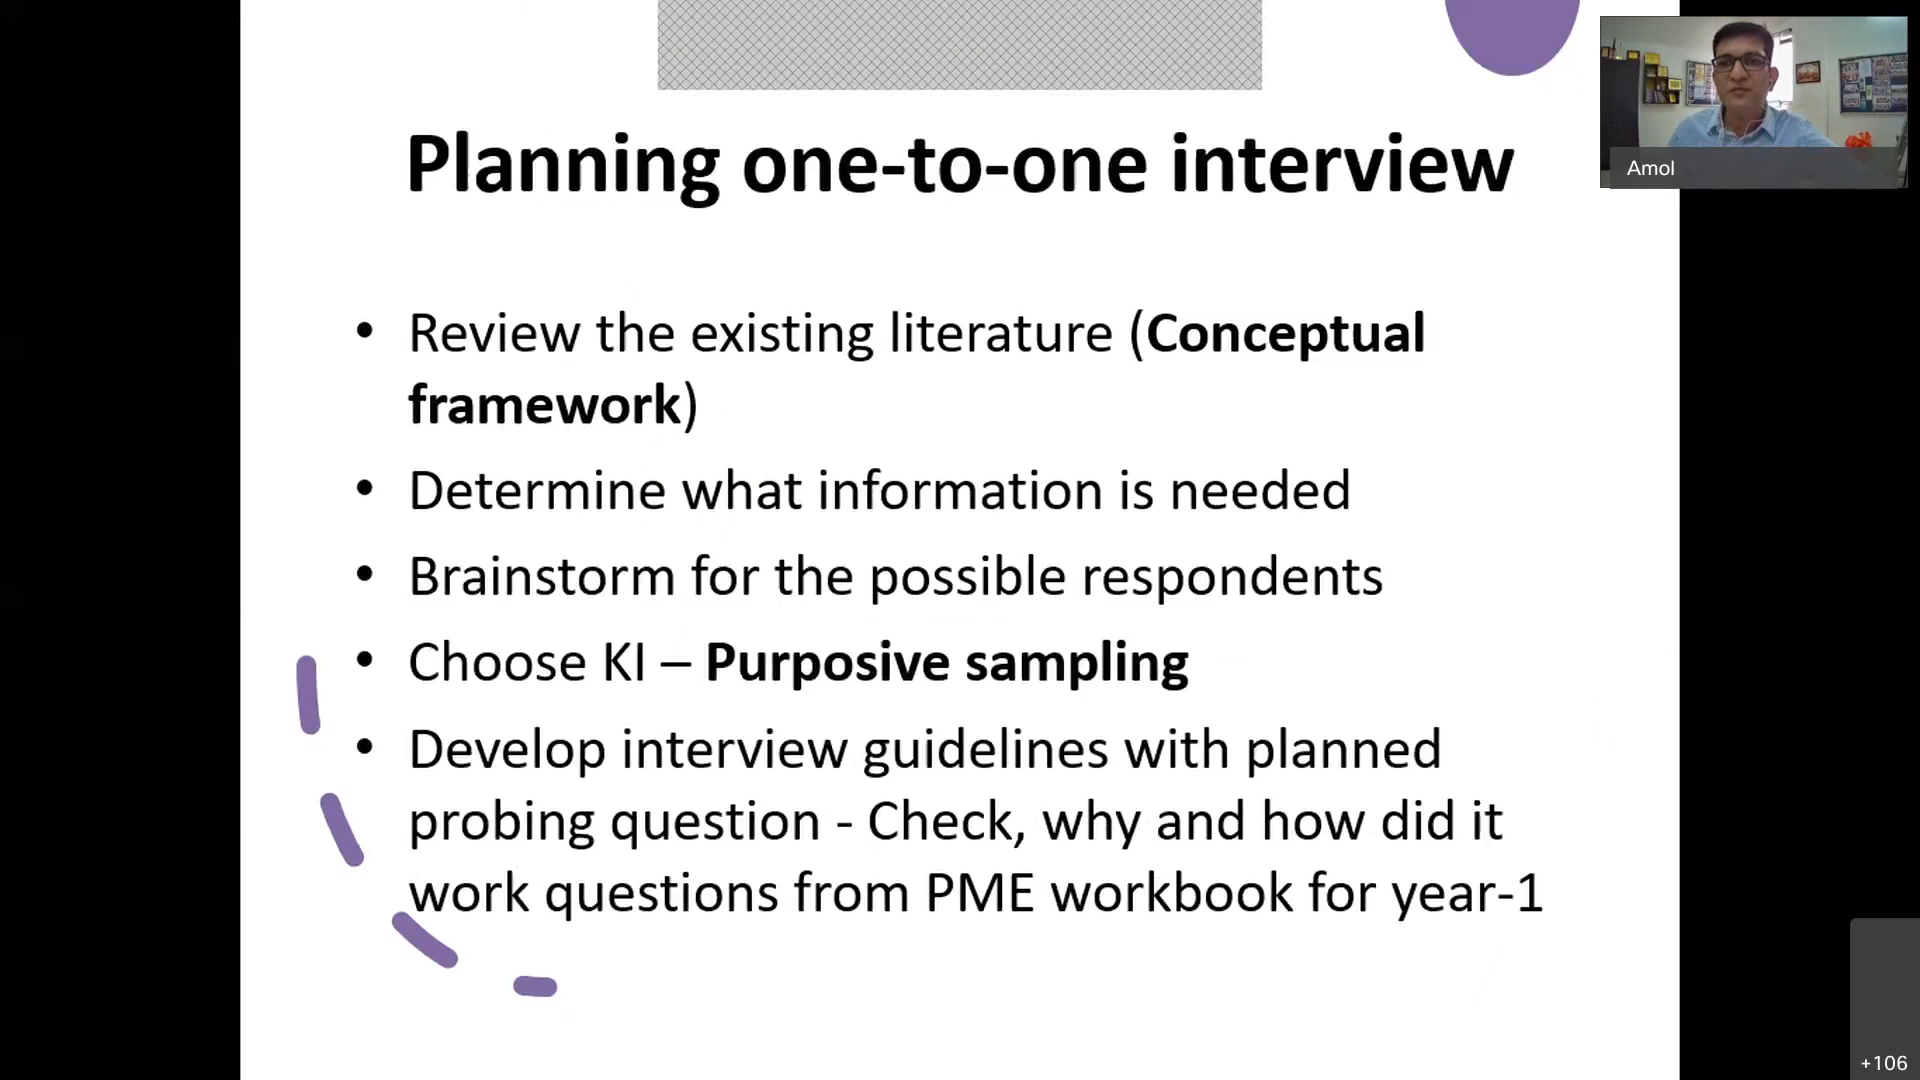 Planning one-to-one interview
Amol
• Review the existing literature (Conceptual
framework)
• Determine what information is needed
• Brainstorm for the possible respondents
• Choose KI – Purposive sampling
• Develop interview guidelines with planned
probing question - Check, why and how did it
work questions from PME workbook for year-1
+106